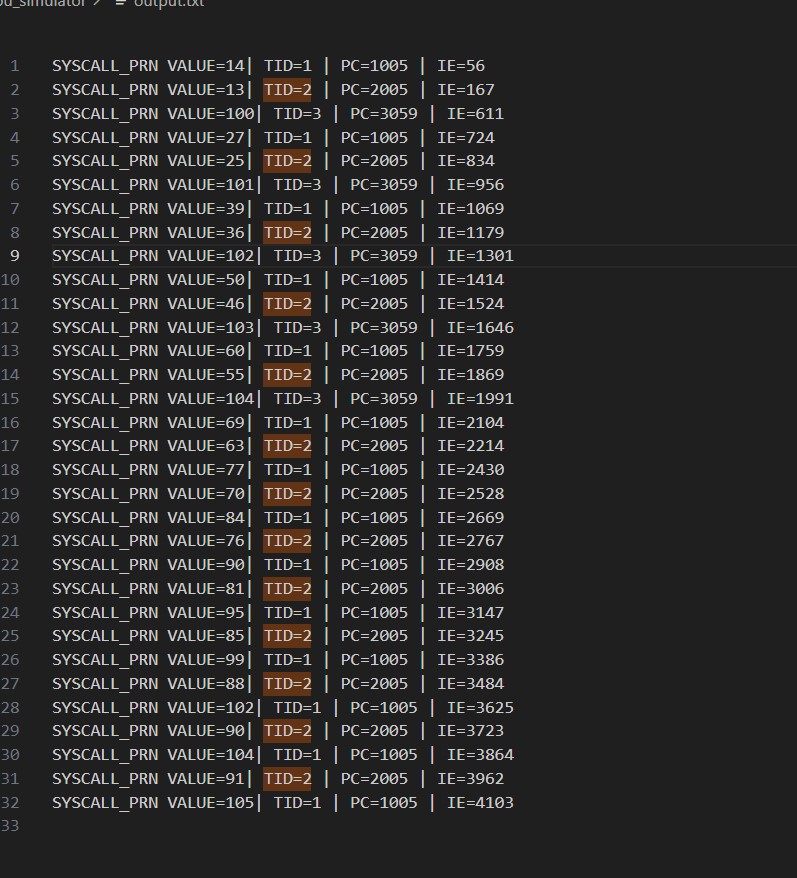 output.txt
1 SYSCALL_PRN VALUE=14| TID=1 | PC=1005 | IE=56
2 SYSCALL_PRN VALUE=13| TID=2 | PC=2005 | IE=167
3 SYSCALL_PRN VALUE=100| TID=3 | PC=3059 | IE=611
4 SYSCALL_PRN VALUE=27| TID=1 | PC=1005 | IE=724
5 SYSCALL_PRN VALUE=25| TID=2 | PC=2005 | IE=834
6 SYSCALL_PRN VALUE=101| TID=3 | PC=3059 | IE=956
7 SYSCALL_PRN VALUE=39| TID=1 | PC=1005 | IE=1069
8 SYSCALL_PRN VALUE=36| TID=2 | PC=2005 | IE=1179
9 SYSCALL_PRN VALUE=102| TID=3 | PC=3059 | IE=1301
10 SYSCALL_PRN VALUE=50| TID=1 | PC=1005 | IE=1414
11 SYSCALL_PRN VALUE=46| TID=2 | PC=2005 | IE=1524
12 SYSCALL_PRN VALUE=103| TID=3 | PC=3059 | IE=1646
13 SYSCALL_PRN VALUE=60| TID=1 | PC=1005 | IE=1759
14 SYSCALL_PRN VALUE=55| TID=2 | PC=2005 | IE=1869
15 SYSCALL_PRN VALUE=104| TID=3 | PC=3059 | IE=1991
16 SYSCALL_PRN VALUE=69| TID=1 | PC=1005 | IE=2104
17 SYSCALL_PRN VALUE=63| TID=2 | PC=2005 | IE=2214
18 SYSCALL_PRN VALUE=77| TID=1 | PC=1005 | IE=2430
19 SYSCALL_PRN VALUE=70| TID=2 | PC=2005 | IE=2528
20 SYSCALL_PRN VALUE=84| TID=1 | PC=1005 | IE=2669
21 SYSCALL_PRN VALUE=76| TID=2 | PC=2005 | IE=2767
22 SYSCALL_PRN VALUE=90| TID=1 | PC=1005 | IE=2908
23 SYSCALL_PRN VALUE=81| TID=2 | PC=2005 | IE=3006
24 SYSCALL_PRN VALUE=95| TID=1 | PC=1005 | IE=3147
25 SYSCALL_PRN VALUE=85| TID=2 | PC=2005 | IE=3245
26 SYSCALL_PRN VALUE=99| TID=1 | PC=1005 | IE=3386
27 SYSCALL_PRN VALUE=88| TID=2 | PC=2005 | IE=3484
28 SYSCALL_PRN VALUE=102| TID=1 | PC=1005 | IE=3625
29 SYSCALL_PRN VALUE=90| TID=2 | PC=2005 | IE=3723
30 SYSCALL_PRN VALUE=104| TID=1 | PC=1005 | IE=3864
31 SYSCALL_PRN VALUE=91| TID=2 | PC=2005 | IE=3962
32 SYSCALL_PRN VALUE=105| TID=1 | PC=1005 | IE=4103
33